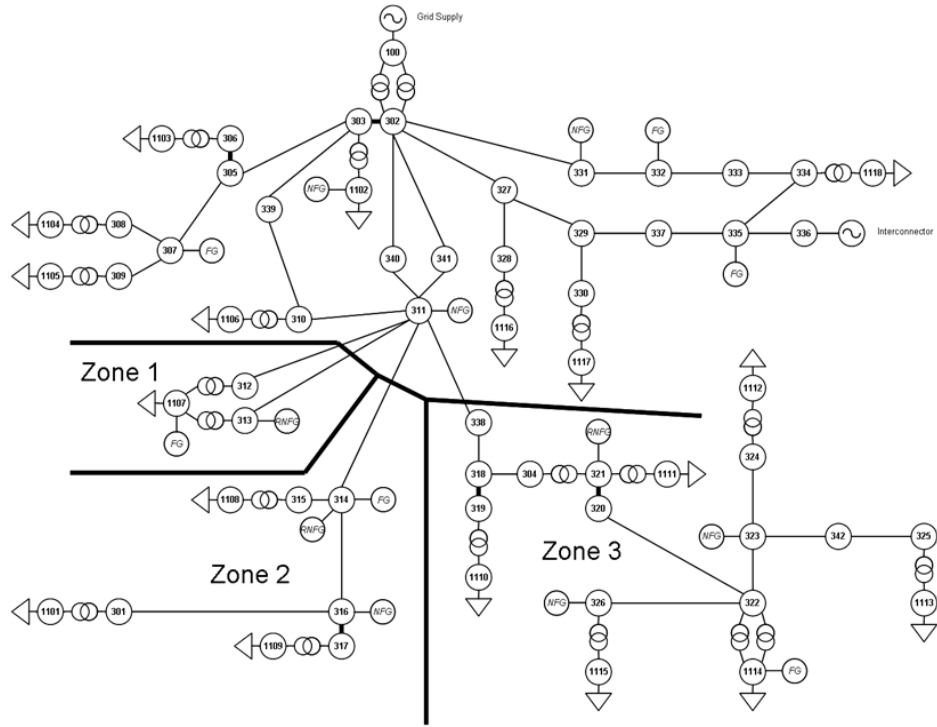 Grid Supply
100
303 302
1103 306 NFG FG
305 331 332 333 334 1118
NFG 1102 327
339
1104 308
307 FG 329 337 335 336 Interconnector
340 341 328
1105 309 FG
330
1106 310 311 NFG
1116
Zone 1 1117
312 1112
1107
313 RNFG 338 RNFG
FG 324
318 304 321 1111
1108 315 314 FG 319 320
RNFG NFG 323 342 325
Zone 2 Zone 3
1110
1101 301 316 NFG NFG 326 322 1113
1109 317
1115 1114 FG